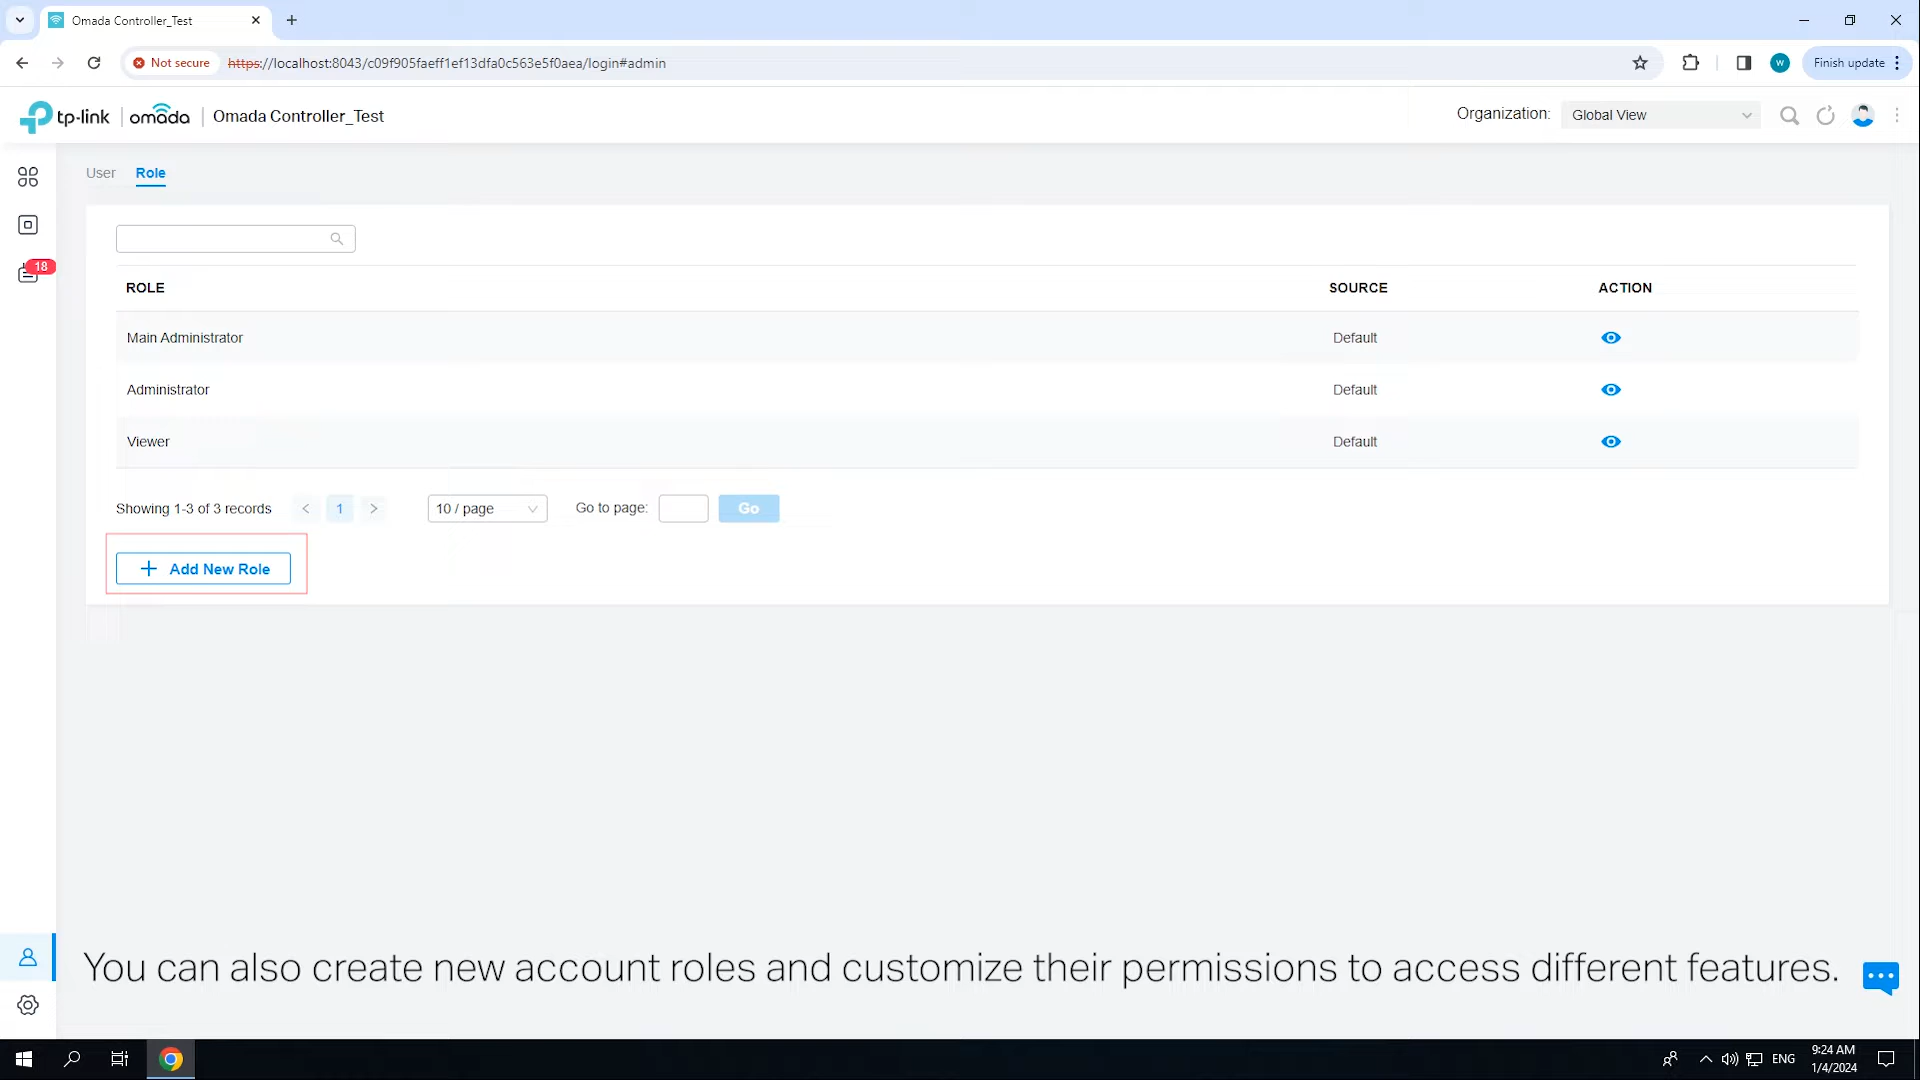 Omada Controller_Test
Not secure
https://localhost:8043/c09f905faeff1ef13dfa0c563e5f0aea/login#admin
W
Finish update
tp-link
omada
Omada Controller_Test
Organization:
Global View
User
Role
18
ROLE
SOURCE
ACTION
Main Administrator
Default
Administrator
Default
Viewer
Default
Showing 1-3 of 3 records
1
10 / page
Go to page:
Go
Add New Role
You can also create new account roles and customize their permissions to access different features.
ENG
9:24 AM
1/4/2024